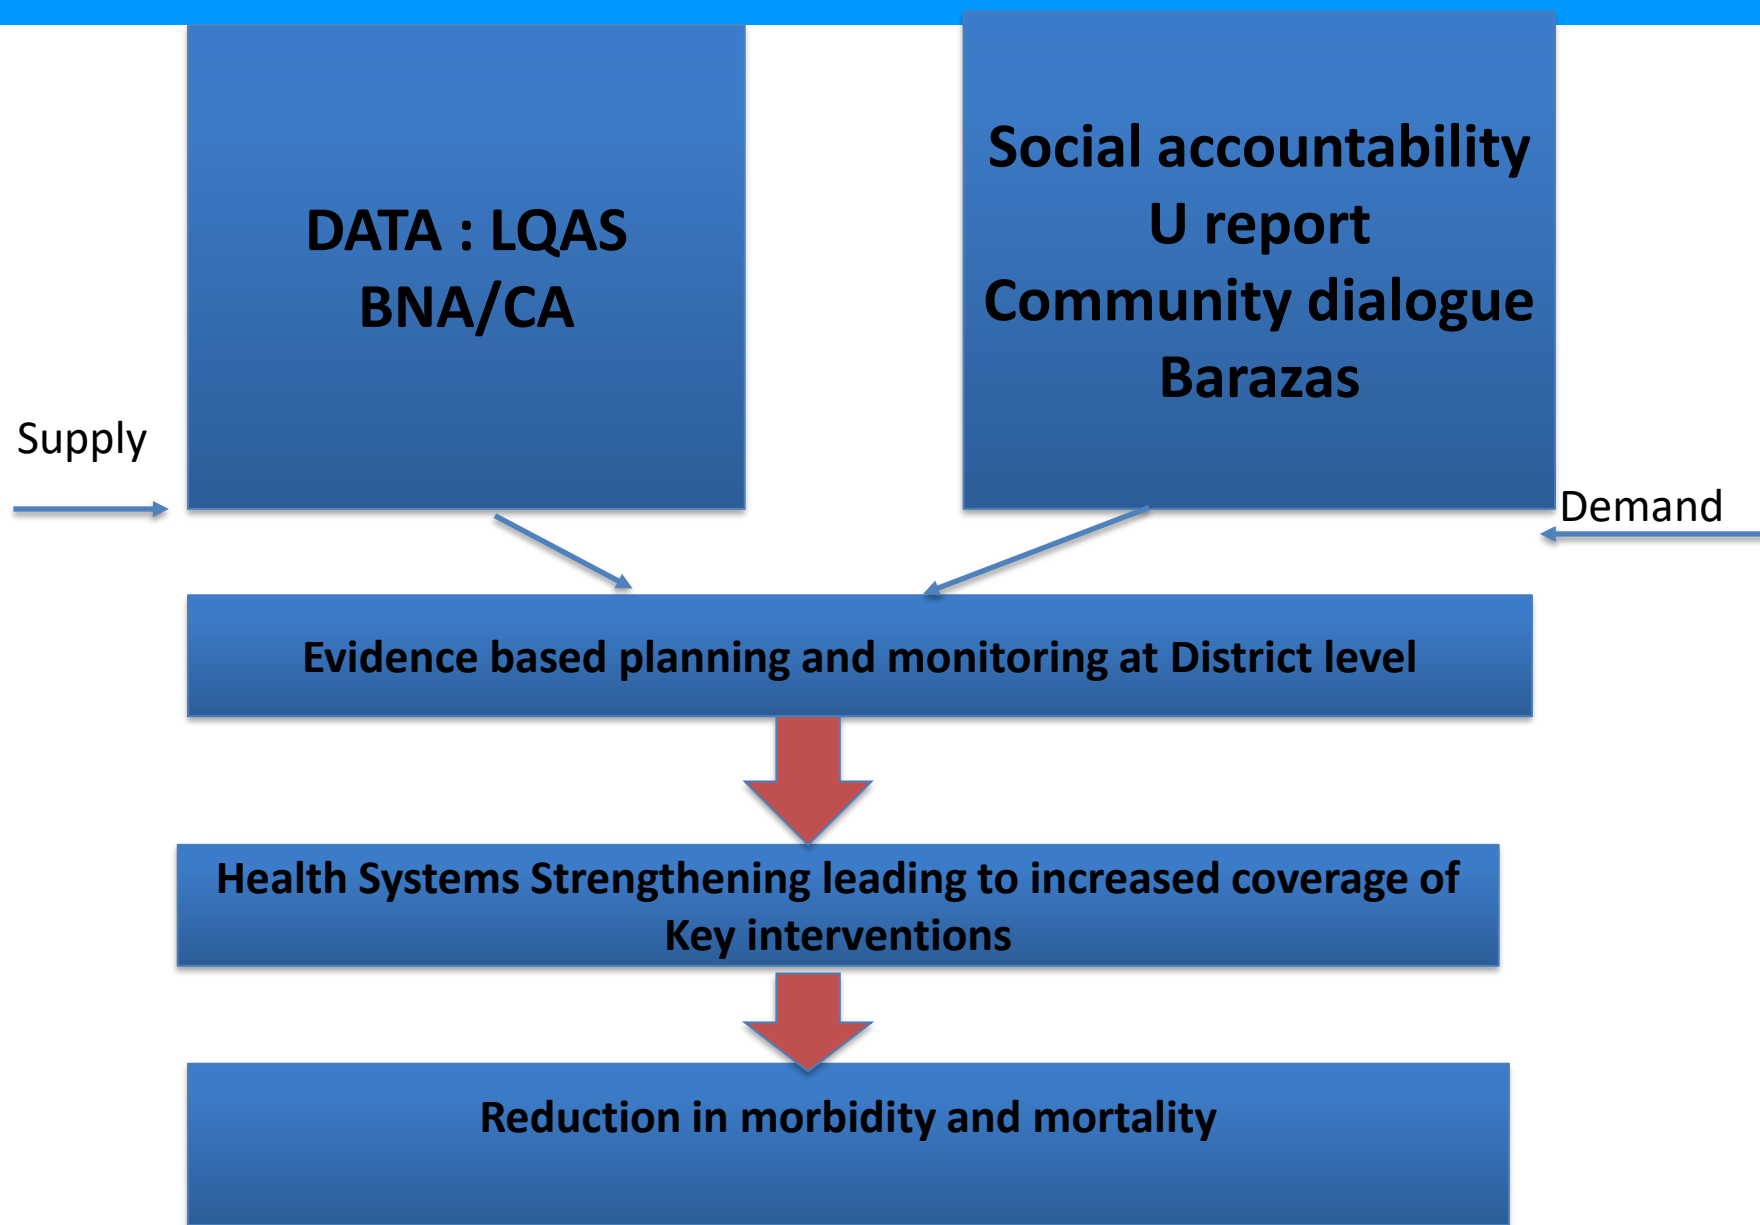 DATA : LQAS
BNA/CA
Social accountability
U report
Community dialogue
Barazas
Supply
Demand
Evidence based planning and monitoring at District level
Health Systems Strengthening leading to increased coverage of
Key interventions
Reduction in morbidity and mortality